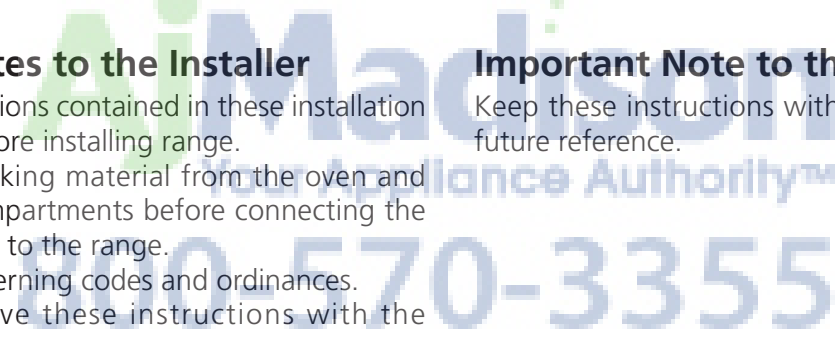 tes to the Installer
ions contained in these installation
ore installing range.
king material from the oven and
mpartments before connecting the
to the range.
erning codes and ordinances.
ve these instructions with the
Important Note to th
Keep these instructions with
future reference.
AjMadison
Your Appliance Authority™
800-570-3355